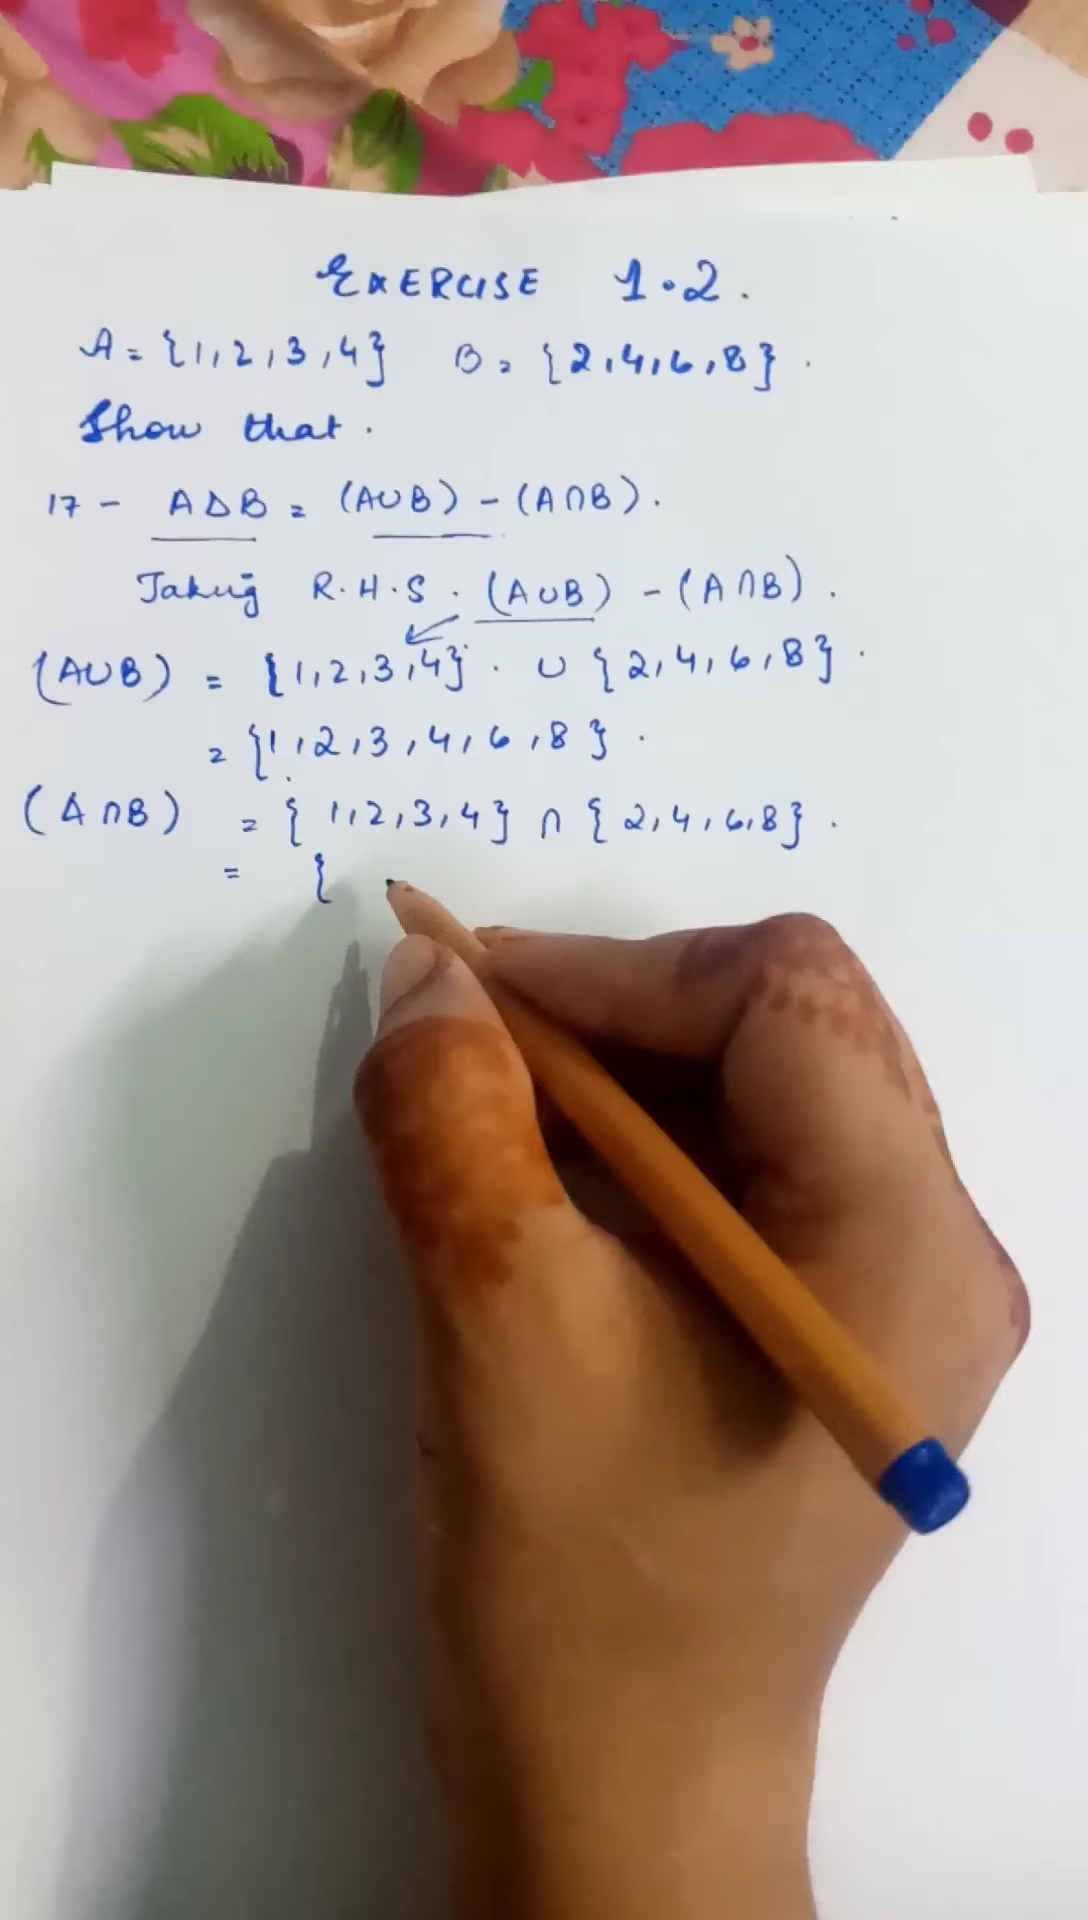 EXERCISE 1.2.
A = {1,2,3,4} B = {2,4,6,8}.
Show that.
17 - A△B = (A∪B) - (A∩B).
Taking R.H.S. (A∪B) - (A∩B).
(A∪B) = {1,2,3,4}. ∪ {2,4,6,8}.
= {1,2,3,4,6,8}.
(A∩B) = {1,2,3,4} ∩ {2,4,6,8}.
= {